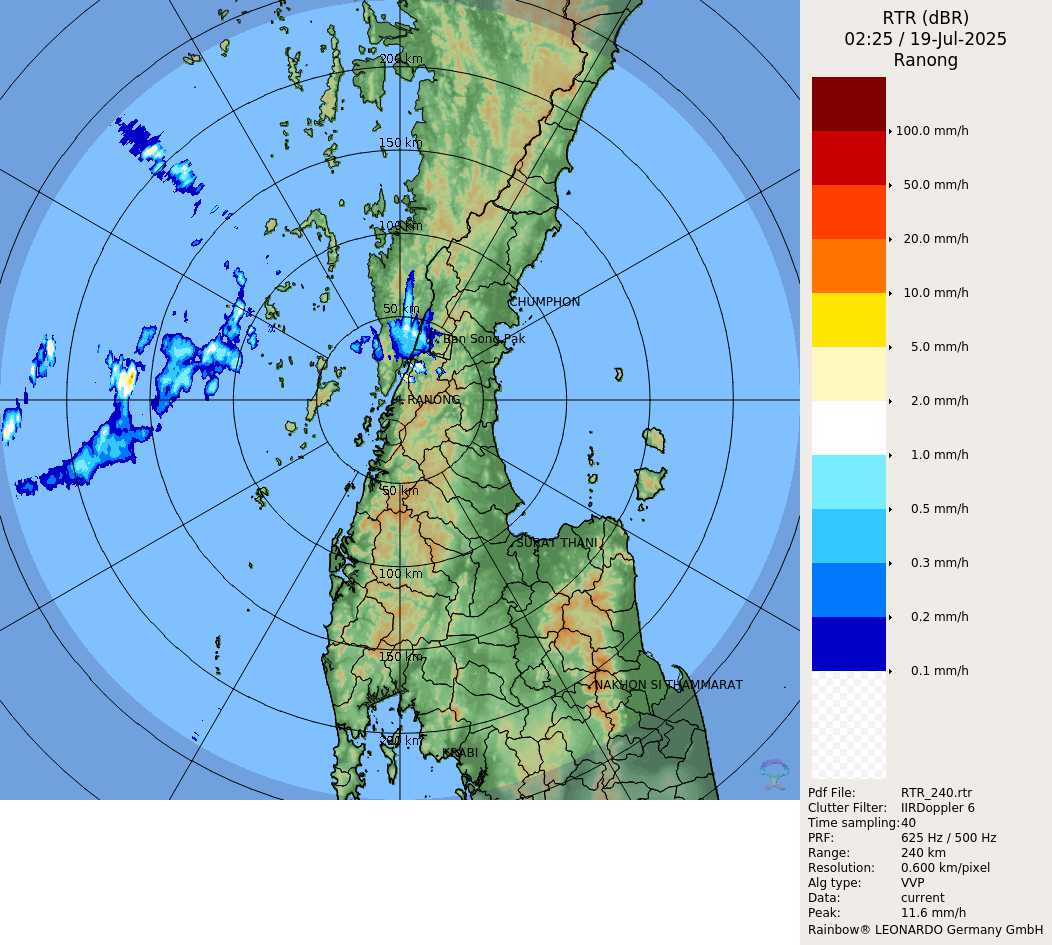 RTR (dBR)
02:25 / 19-Jul-2025
Ranong
100.0 mm/h
50.0 mm/h
20.0 mm/h
10.0 mm/h
5.0 mm/h
2.0 mm/h
1.0 mm/h
0.5 mm/h
0.3 mm/h
0.2 mm/h
0.1 mm/h
200 km
150 km
100 km
50 km
CHUMPHON
Ban Song Pak
RANONG
50 km
SURAT THANI
100 km
150 km
NAKHON SI THAMMARAT
200 km
KRABI
Pdf File: RTR_240.rtr
Clutter Filter: IIRDoppler 6
Time sampling: 40
PRF: 625 Hz / 500 Hz
Range: 240 km
Resolution: 0.600 km/pixel
Alg type: VVP
Data: current
Peak: 11.6 mm/h
Rainbow® LEONARDO Germany GmbH